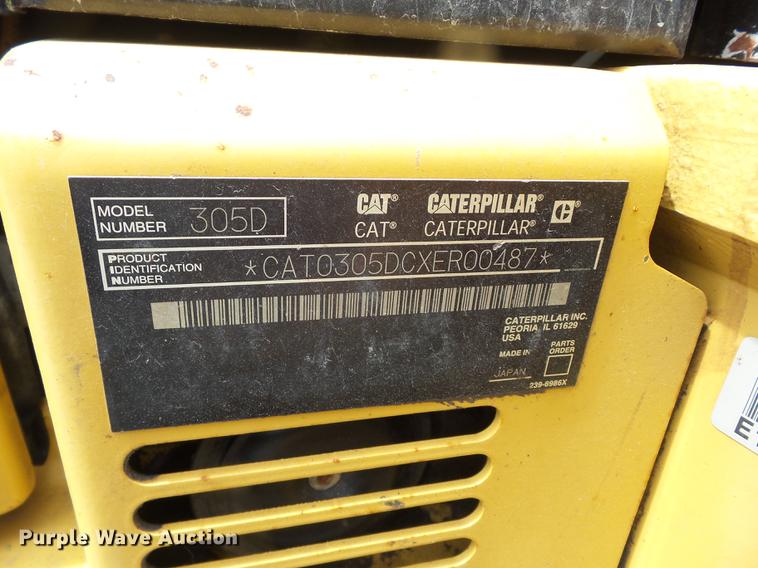 MODEL NUMBER 305D
CAT® CATERPILLAR® C®
CAT® CATERPILLAR®
PRODUCT IDENTIFICATION NUMBER *CAT0305DCXER00487*
CATERPILLAR INC.
PEORIA IL 61629
USA
MADE IN
JAPAN
PARTS ORDER
239-6986X
Purple Wave Auction